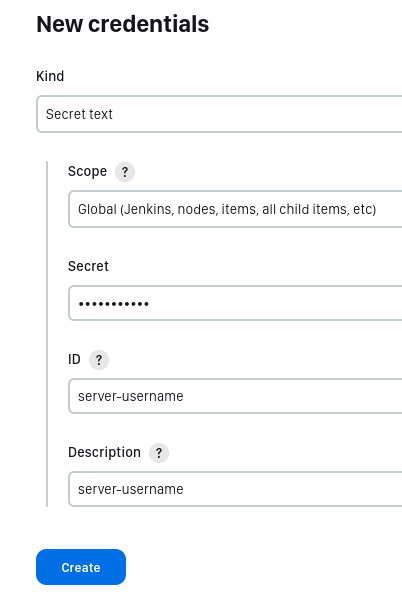 New credentials
Kind
Secret text
Scope ?
Global (Jenkins, nodes, items, all child items, etc)
Secret
•••••••••••
ID ?
server-username
Description ?
server-username
Create